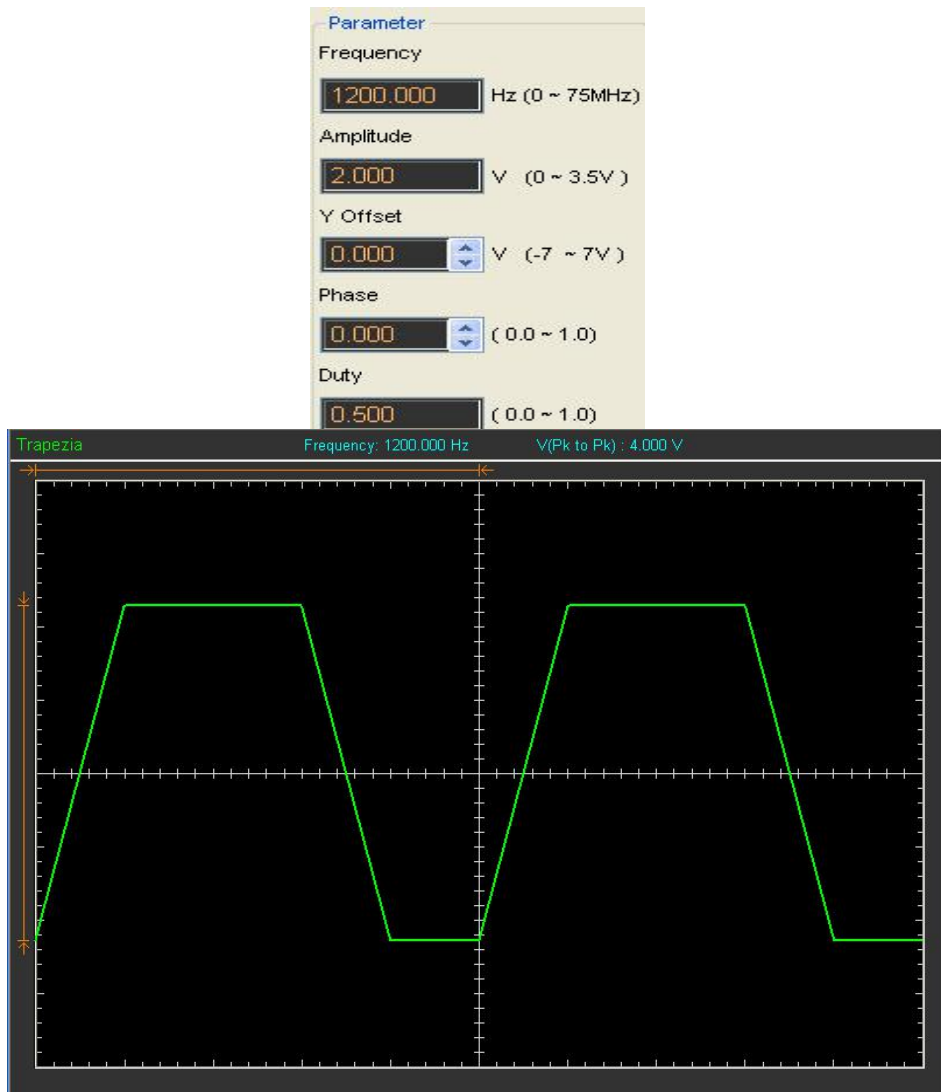 Parameter
Frequency
1200.000 Hz (0 ~ 75MHz)
Amplitude
2.000 V (0 ~ 3.5V )
Y Offset
0.000 V (-7 ~ 7V )
Phase
0.000 ( 0.0 ~ 1.0)
Duty
0.500 ( 0.0 ~ 1.0)
Trapezia Frequency: 1200.000 Hz V(Pk to Pk) : 4.000 V